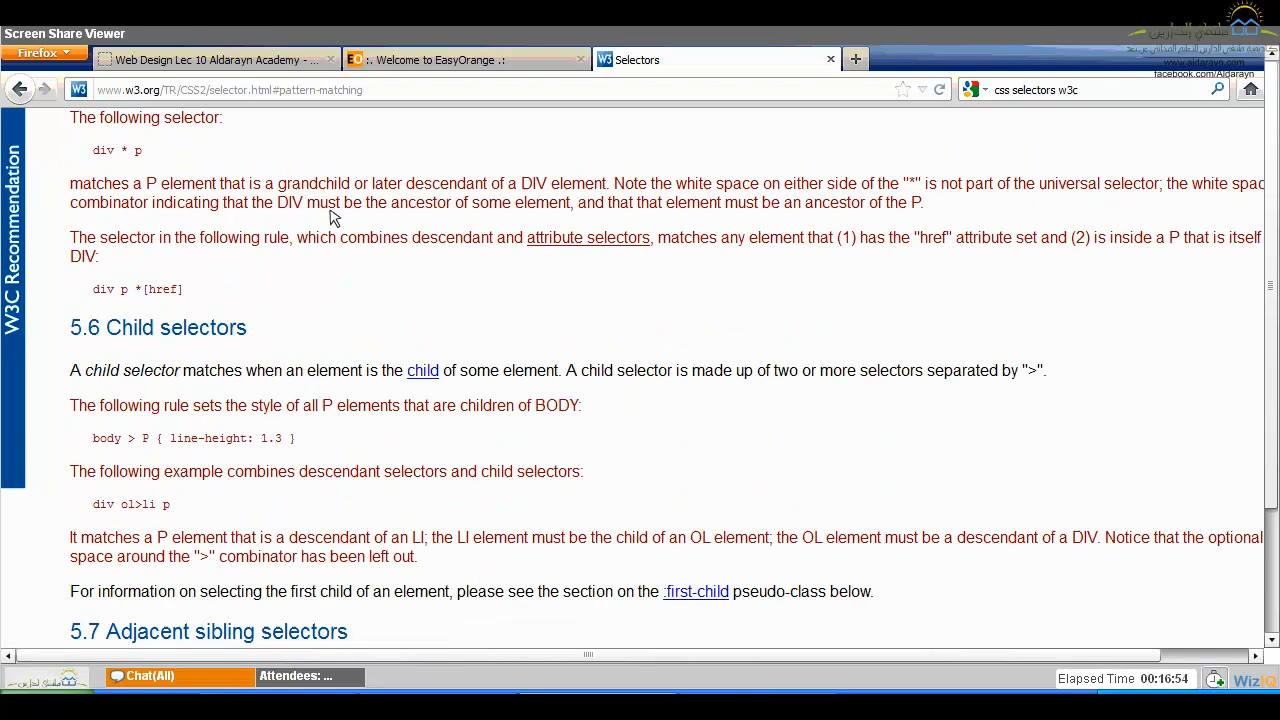 Screen Share Viewer
Firefox
Web Design Lec 10 Aldarayn Academy - ...
EO :. Welcome to EasyOrange .:
W3 Selectors
www.aldarayn.com
facebook.com/Aldarayn
W3 www.w3.org/TR/CSS2/selector.html#pattern-matching
css selectors w3c
W3C Recommendation
The following selector:
div * p
matches a P element that is a grandchild or later descendant of a DIV element. Note the white space on either side of the "*" is not part of the universal selector; the white spac
combinator indicating that the DIV must be the ancestor of some element, and that that element must be an ancestor of the P.
The selector in the following rule, which combines descendant and attribute selectors, matches any element that (1) has the "href" attribute set and (2) is inside a P that is itself
DIV:
div p *[href]
5.6 Child selectors
A child selector matches when an element is the child of some element. A child selector is made up of two or more selectors separated by ">".
The following rule sets the style of all P elements that are children of BODY:
body > P { line-height: 1.3 }
The following example combines descendant selectors and child selectors:
div ol>li p
It matches a P element that is a descendant of an LI; the LI element must be the child of an OL element; the OL element must be a descendant of a DIV. Notice that the optional
space around the ">" combinator has been left out.
For information on selecting the first child of an element, please see the section on the :first-child pseudo-class below.
5.7 Adjacent sibling selectors
Chat(All)
Attendees: ...
Elapsed Time 00:16:54
WizIQ